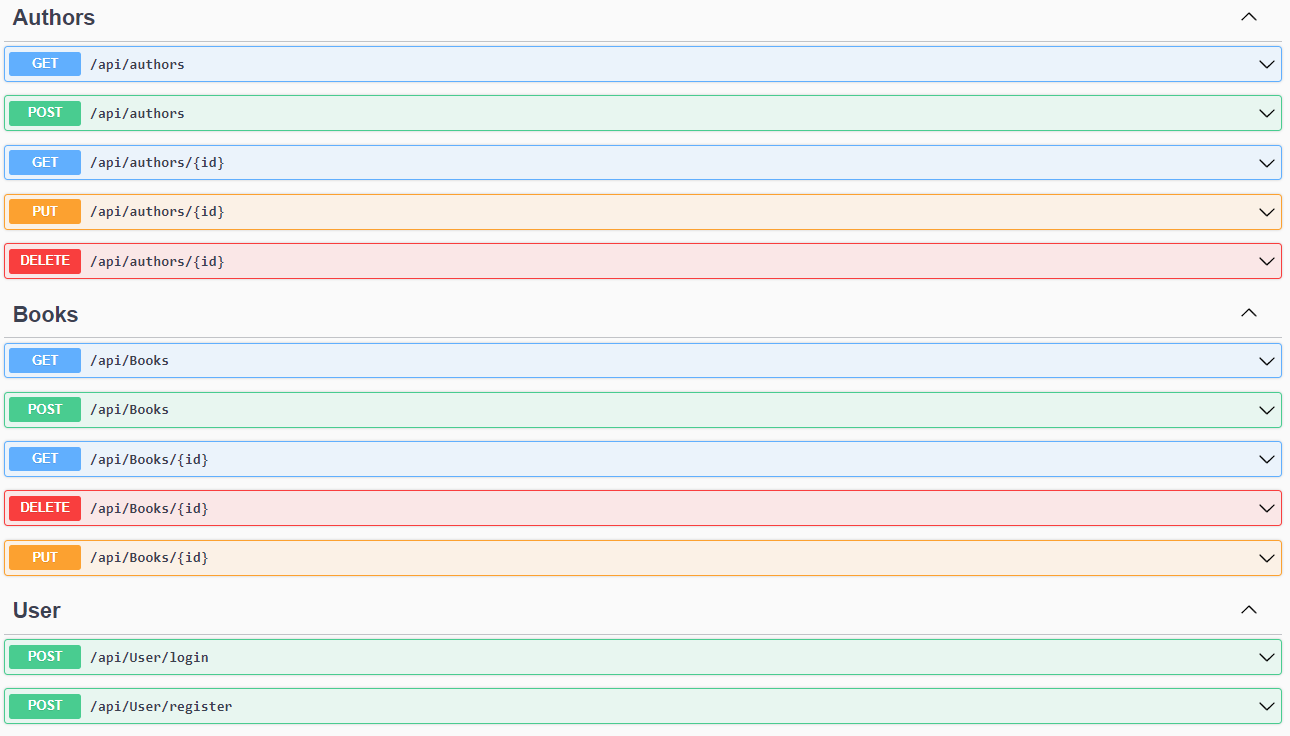 Authors
GET /api/authors
POST /api/authors
GET /api/authors/{id}
PUT /api/authors/{id}
DELETE /api/authors/{id}
Books
GET /api/Books
POST /api/Books
GET /api/Books/{id}
DELETE /api/Books/{id}
PUT /api/Books/{id}
User
POST /api/User/login
POST /api/User/register